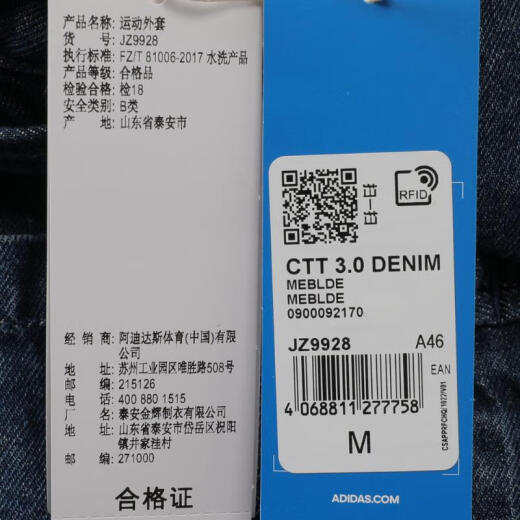 产品名称: 运动外套
货 号: JZ9928
执行标准: FZ/T 81006-2017 水洗产品
产品等级: 合格品
检验合格: 检18
安全类别: B类
产 地: 山东省泰安市
经 销 商: 阿迪达斯体育(中国)有限
公司
地 址: 苏州工业园区唯胜路508号
邮 编: 215126
电 话: 400 880 1515
厂 名: 泰安金辉制衣有限公司
地 址: 山东省泰安市岱岳区祝阳
镇井家洼村
邮 编: 271000
合格证
RFID
CTT 3.0 DENIM
MEBLDE
MEBLDE
0900092170
JZ9928 A46
EAN
4 068811 277758
M
ADIDAS.COM